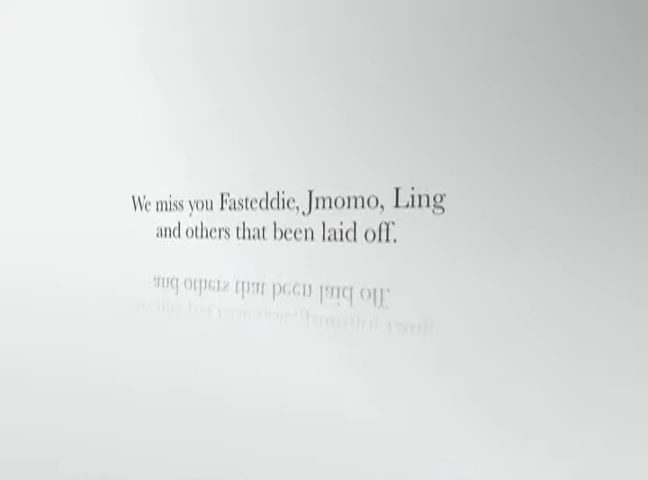 We miss you Fasteddie, Jmomo, Ling
and others that been laid off.